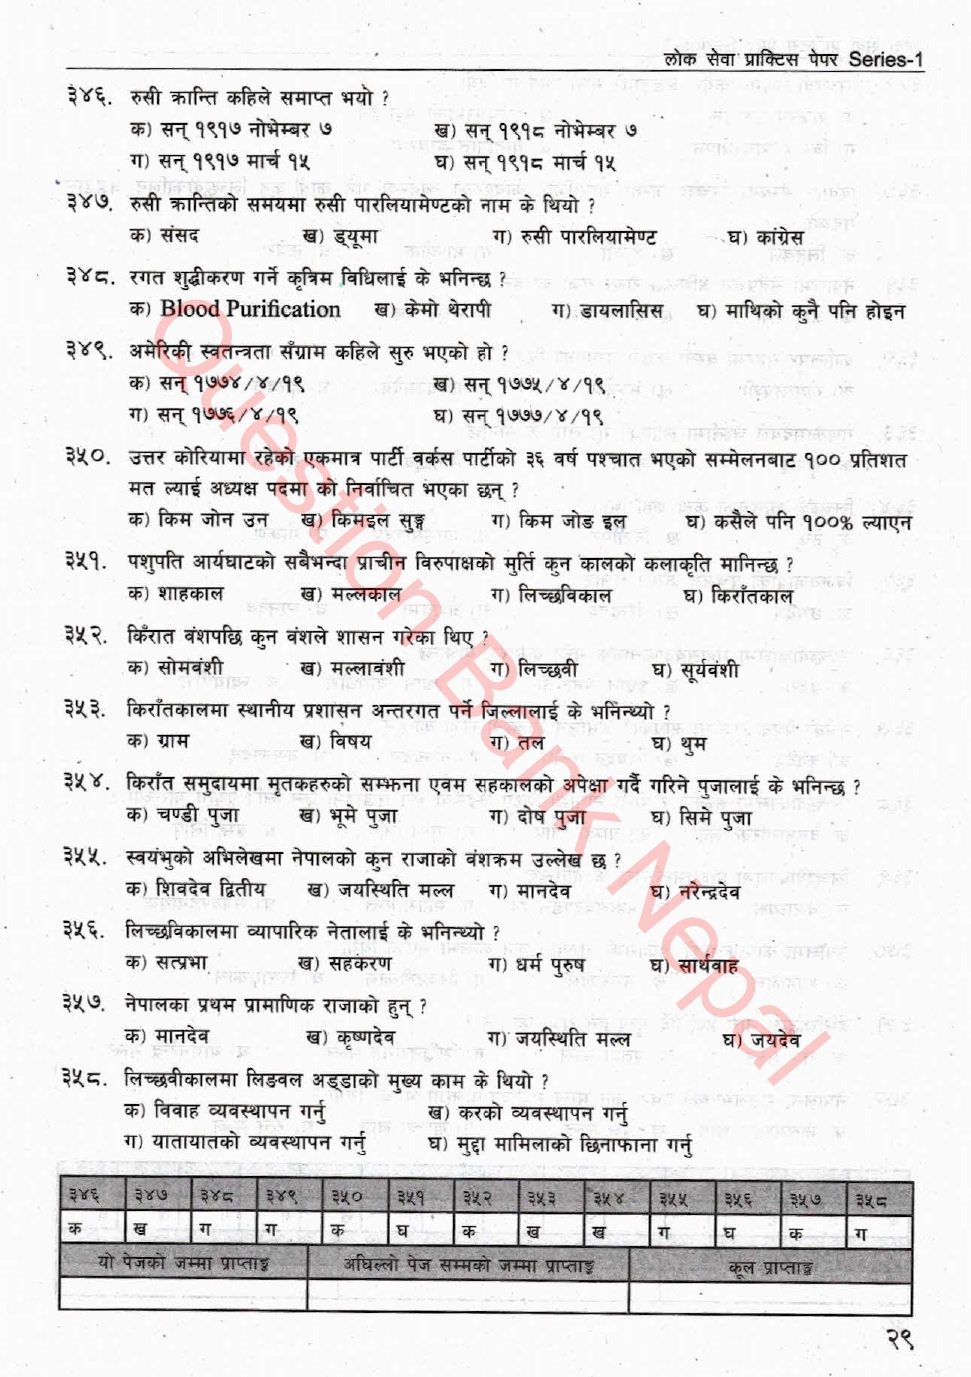 लोक सेवा प्राक्टिस पेपर Series-1
३४६. रुसी क्रान्ति कहिले समाप्त भयो ?
क) सन् १९१७ नोभेम्बर ७ ख) सन् १९१८ नोभेम्बर ७
ग) सन् १९१७ मार्च १५ घ) सन् १९१८ मार्च १५
३४७. रुसी क्रान्तिको समयमा रुसी पारलियामेण्टको नाम के थियो ?
क) संसद ख) ड्यूमा ग) रुसी पारलियामेण्ट घ) कांग्रेस
३४८. रगत शुद्धीकरण गर्ने कृत्रिम विधिलाई के भनिन्छ ?
क) Blood Purification ख) केमो थेरापी ग) डायलासिस घ) माथिको कुनै पनि होइन
३४९. अमेरिकी स्वतन्त्रता सँग्राम कहिले सुरु भएको हो ?
क) सन् १७७४/४/१९ ख) सन् १७७५/४/१९
ग) सन् १७७६/४/१९ घ) सन् १७७७/४/१९
३५०. उत्तर कोरियामा रहेको एकमात्र पार्टी वर्कस पार्टीको ३६ वर्ष पश्चात भएको सम्मेलनबाट १०० प्रतिशत
मत ल्याई अध्यक्ष पदमा को निर्वाचित भएका छन् ?
क) किम जोन उन ख) किमइल सुङ्ग ग) किम जोङ इल घ) कसैले पनि १००% ल्याएन
३५१. पशुपति आर्यघाटको सबैभन्दा प्राचीन विरुपाक्षको मुर्ति कुन कालको कलाकृति मानिन्छ ?
क) शाहकाल ख) मल्लकाल ग) लिच्छविकाल घ) किराँतकाल
३५२. किँरात वंशपछि कुन वंशले शासन गरेका थिए ?
क) सोमबंशी ख) मल्लावंशी ग) लिच्छवी घ) सूर्यवंशी
३५३. किराँतकालमा स्थानीय प्रशासन अन्तरगत पर्ने जिल्लालाई के भनिन्थ्यो ?
क) ग्राम ख) विषय ग) तल घ) थुम
३५४. किराँत समुदायमा मृतकहरुको सम्झना एवम सहकालको अपेक्षा गर्दै गरिने पुजालाई के भनिन्छ ?
क) चण्डी पुजा ख) भूमे पुजा ग) दोष पुजा घ) सिमे पुजा
३५५. स्वयंभुको अभिलेखमा नेपालको कुन राजाको वंशक्रम उल्लेख छ ?
क) शिवदेव द्वितीय ख) जयस्थिति मल्ल ग) मानदेव घ) नरेन्द्रदेव
३५६. लिच्छविकालमा व्यापारिक नेतालाई के भनिन्थ्यो ?
क) सत्प्रभा ख) सहकरण ग) धर्म पुरुष घ) सार्थवाह
३५७. नेपालका प्रथम प्रामाणिक राजाको हुन् ?
क) मानदेव ख) कृष्णदेव ग) जयस्थिति मल्ल घ) जयदेव
३५८. लिच्छवीकालमा लिङवल अड्डाको मुख्य काम के थियो ?
क) विवाह व्यवस्थापन गर्नु ख) करको व्यवस्थापन गर्नु
ग) यातायातको व्यवस्थापन गर्नु घ) मुद्दा मामिलाको छिनाफाना गर्नु
३४६ ३४७ ३४८ ३४९ ३५० ३५१ ३५२ ३५३ ३५४ ३५५ ३५६ ३५७ ३५८
क ख ग ग क घ क ख ख ग घ क ग
यो पेजको जम्मा प्राप्ताङ्क अघिल्लो पेज सम्मको जम्मा प्राप्ताङ्क कूल प्राप्ताङ्क
२९
Question Bank Nepal